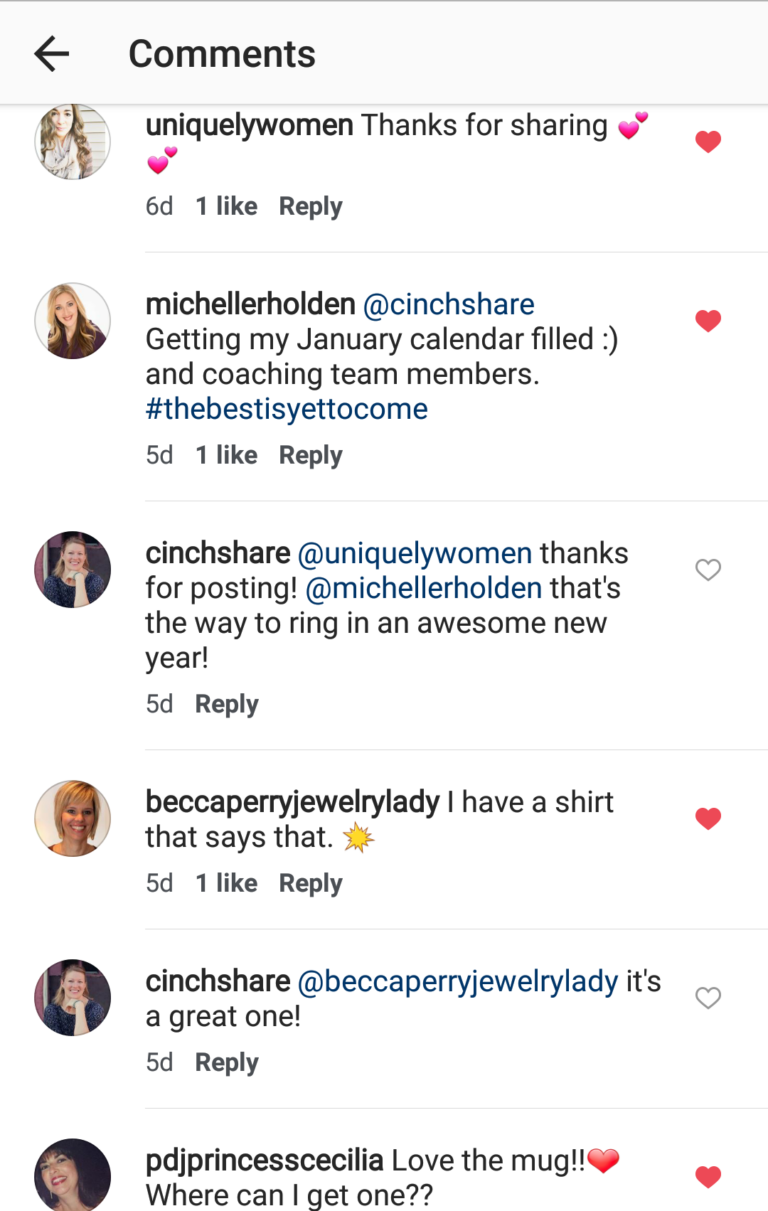 Comments
uniquelywomen Thanks for sharing 💕
💕
6d 1 like Reply
michellerholden @cinchshare
Getting my January calendar filled :)
and coaching team members.
#thebestisyettocome
5d 1 like Reply
cinchshare @uniquelywomen thanks
for posting! @michellerholden that's
the way to ring in an awesome new
year!
5d Reply
beccaperryjewelrylady I have a shirt
that says that. 💥
5d 1 like Reply
cinchshare @beccaperryjewelrylady it's
a great one!
5d Reply
pdjprincesscecilia Love the mug!!❤️
Where can I get one??